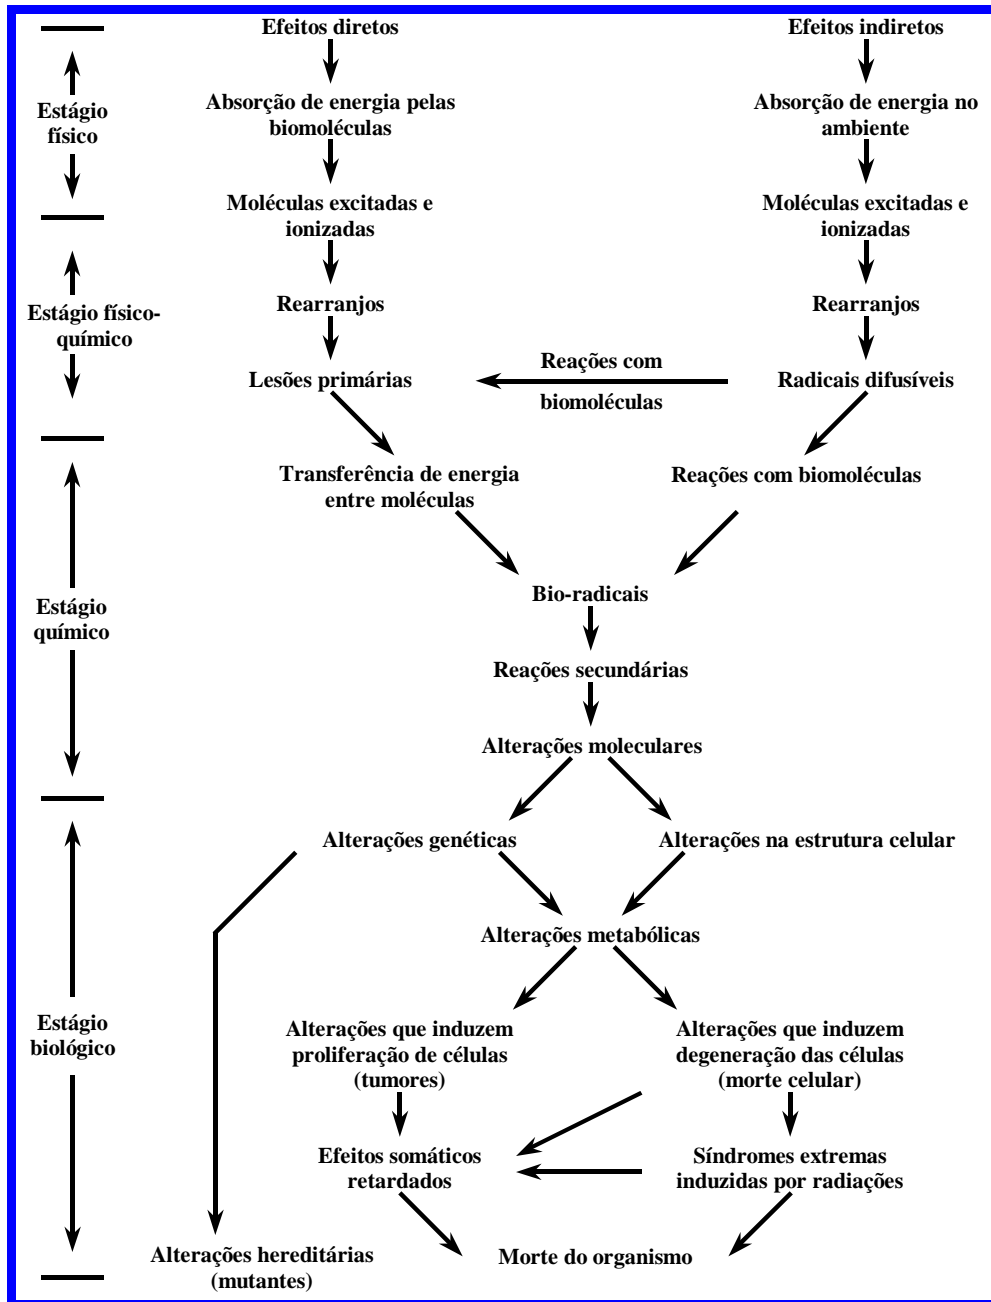 Efeitos diretos
Efeitos indiretos
Estágio
físico
Absorção de energia pelas
biomoléculas
Absorção de energia no
ambiente
Moléculas excitadas e
ionizadas
Moléculas excitadas e
ionizadas
Estágio físico-
químico
Rearranjos
Rearranjos
Lesões primárias
Reações com
biomoléculas
Radicais difusíveis
Transferência de energia
entre moléculas
Reações com biomoléculas
Estágio
químico
Bio-radicais
Reações secundárias
Alterações moleculares
Alterações genéticas
Alterações na estrutura celular
Alterações metabólicas
Estágio
biológico
Alterações que induzem
proliferação de células
(tumores)
Alterações que induzem
degeneração das células
(morte celular)
Efeitos somáticos
retardados
Síndromes extremas
induzidas por radiações
Alterações hereditárias
(mutantes)
Morte do organismo